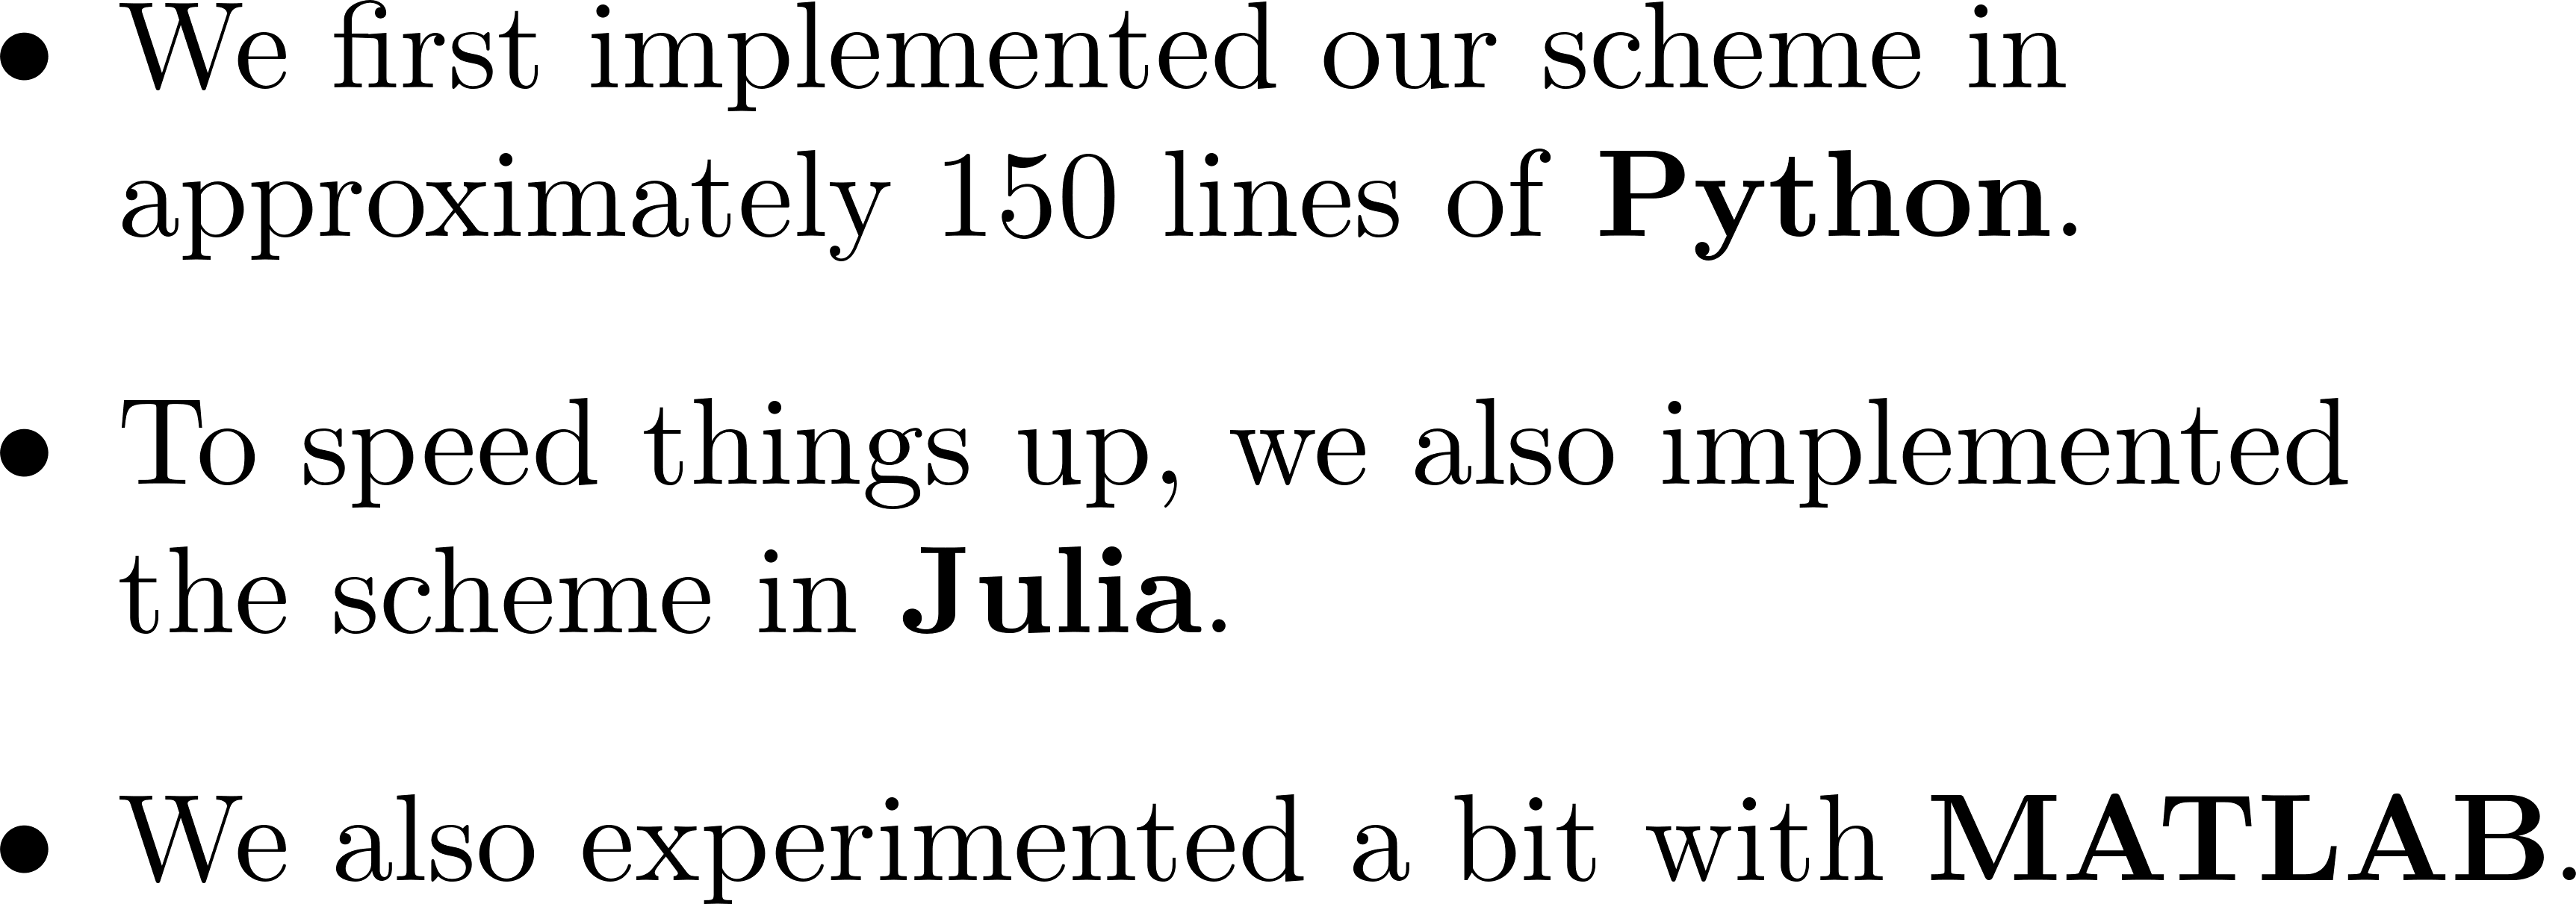 • We first implemented our scheme in
approximately 150 lines of Python.
• To speed things up, we also implemented
the scheme in Julia.
• We also experimented a bit with MATLAB.